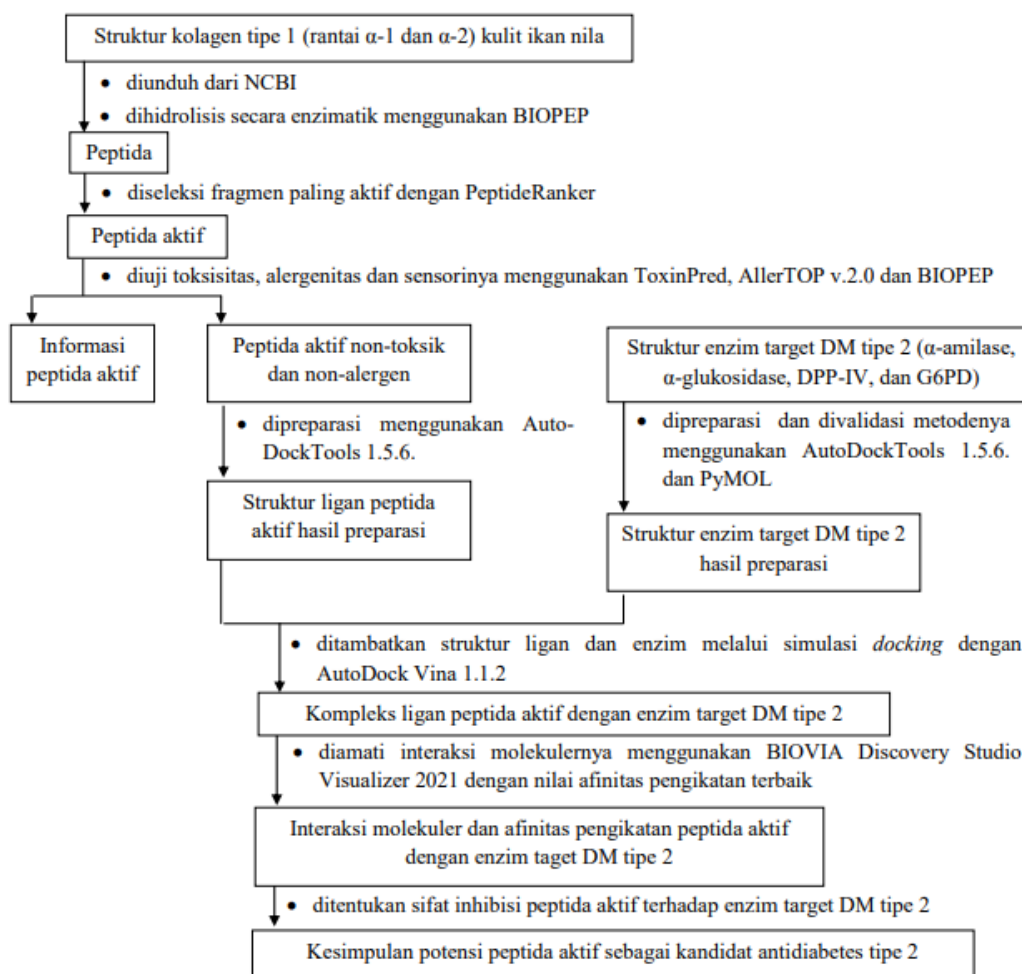 Struktur kolagen tipe 1 (rantai α-1 dan α-2) kulit ikan nila
• diunduh dari NCBI
• dihidrolisis secara enzimatik menggunakan BIOPEP
Peptida
• diseleksi fragmen paling aktif dengan PeptideRanker
Peptida aktif
• diuji toksisitas, alergenitas dan sensorinya menggunakan ToxinPred, AllerTOP v.2.0 dan BIOPEP
Informasi
peptida aktif
Peptida aktif non-toksik
dan non-alergen
Struktur enzim target DM tipe 2 (α-amilase,
α-glukosidase, DPP-IV, dan G6PD)
• dipreparasi menggunakan Auto-
DockTools 1.5.6.
• dipreparasi dan divalidasi metodenya
menggunakan AutoDockTools 1.5.6.
dan PyMOL
Struktur ligan peptida
aktif hasil preparasi
Struktur enzim target DM tipe 2
hasil preparasi
• ditambatkan struktur ligan dan enzim melalui simulasi docking dengan
AutoDock Vina 1.1.2
Kompleks ligan peptida aktif dengan enzim target DM tipe 2
• diamati interaksi molekulernya menggunakan BIOVIA Discovery Studio
Visualizer 2021 dengan nilai afinitas pengikatan terbaik
Interaksi molekuler dan afinitas pengikatan peptida aktif
dengan enzim taget DM tipe 2
• ditentukan sifat inhibisi peptida aktif terhadap enzim target DM tipe 2
Kesimpulan potensi peptida aktif sebagai kandidat antidiabetes tipe 2